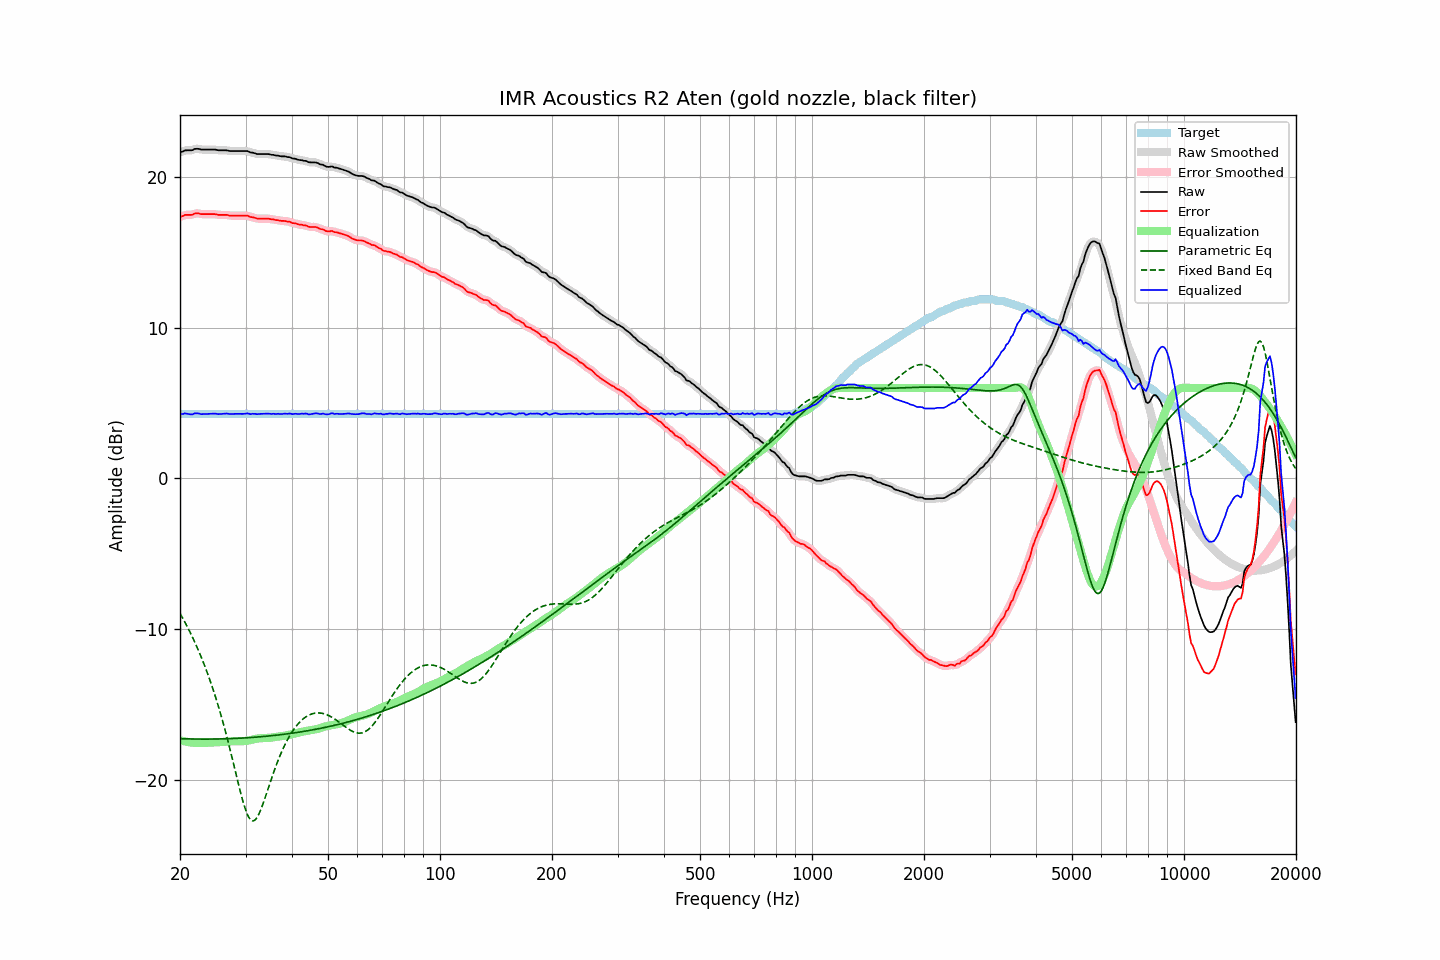 IMR Acoustics R2 Aten (gold nozzle, black filter)
Target
Raw Smoothed
Error Smoothed
Raw
Error
Equalization
Parametric Eq
Fixed Band Eq
Equalized
Amplitude (dBr)
20
10
0
−10
−20
20 50 100 200 500 1000 2000 5000 10000 20000
Frequency (Hz)